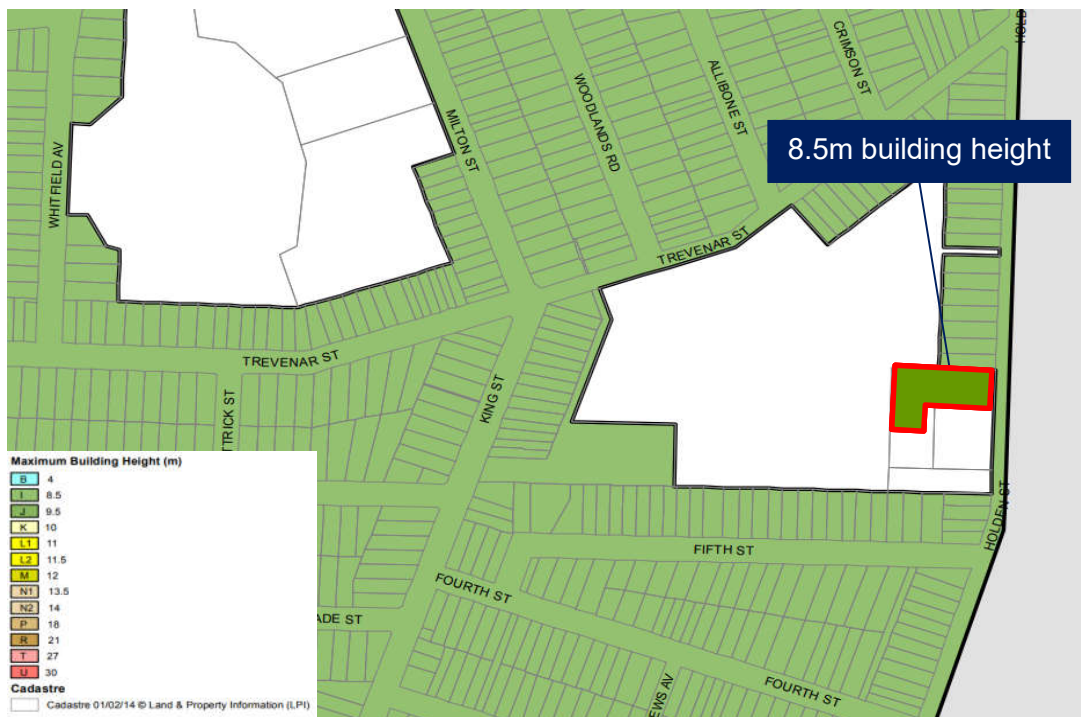 HOLD
CRIMSON ST
ALLIBONE ST
WOODLANDS RD
MILTON ST
8.5m building height
WHITFIELD AV
TREVENAR ST
TREVENAR ST
KING ST
TTRICK ST
HOLDEN ST
FIFTH ST
FOURTH ST
ADE ST
EWS AV
FOURTH ST
Maximum Building Height (m)
B 4
I 8.5
J 9.5
K 10
L1 11
L2 11.5
M 12
N1 13.5
N2 14
P 18
R 21
T 27
U 30
Cadastre
Cadastre 01/02/14 © Land & Property Information (LPI)